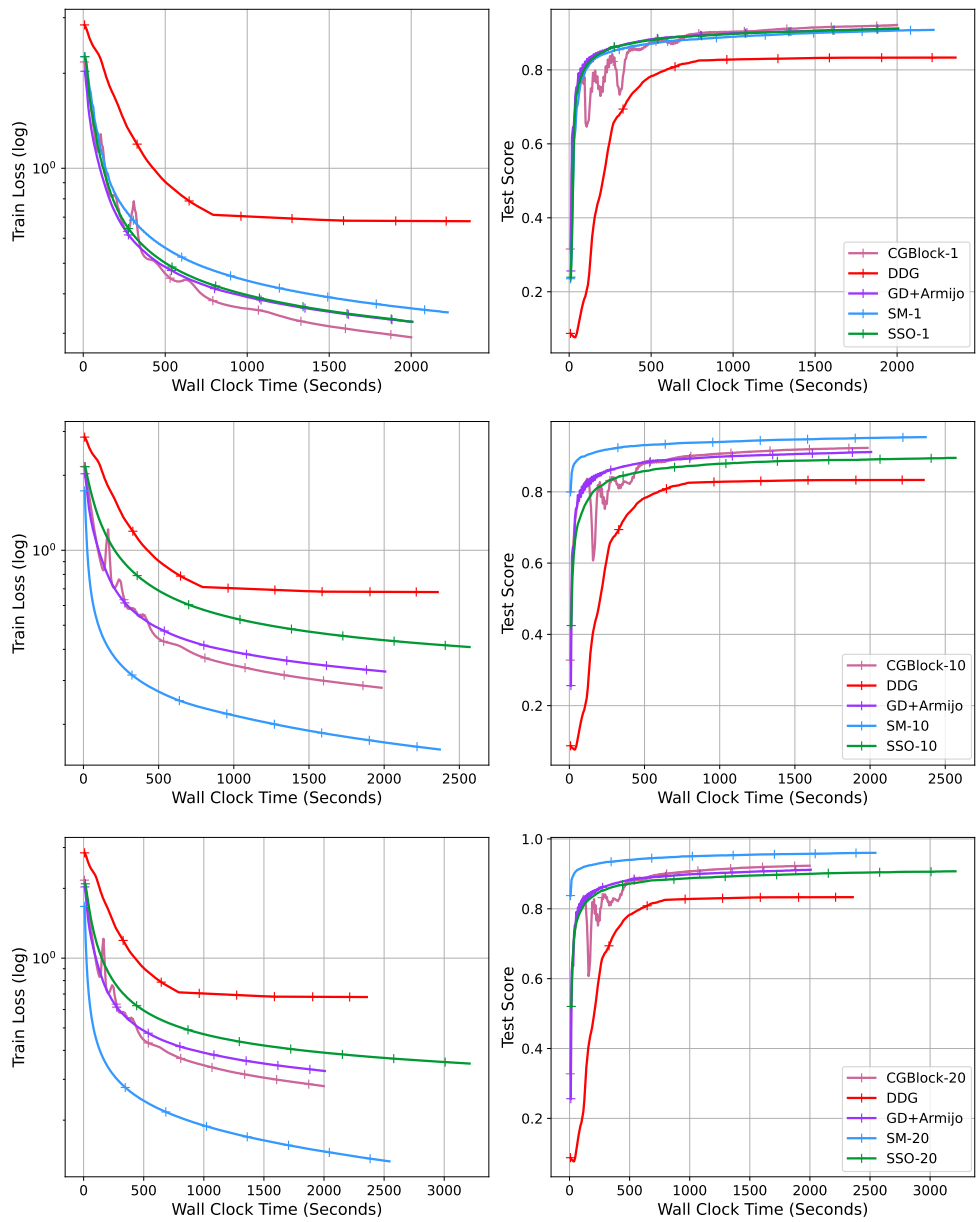 Train Loss (log)
10⁰
0 500 1000 1500 2000
Wall Clock Time (Seconds)
Test Score
0.8
0.6
0.4
0.2
CGBlock-1
DDG
GD+Armijo
SM-1
SSO-1
0 500 1000 1500 2000
Wall Clock Time (Seconds)
Train Loss (log)
10⁰
0 500 1000 1500 2000 2500
Wall Clock Time (Seconds)
Test Score
0.8
0.6
0.4
0.2
CGBlock-10
DDG
GD+Armijo
SM-10
SSO-10
0 500 1000 1500 2000 2500
Wall Clock Time (Seconds)
Train Loss (log)
10⁰
0 500 1000 1500 2000 2500 3000
Wall Clock Time (Seconds)
Test Score
1.0
0.8
0.6
0.4
0.2
CGBlock-20
DDG
GD+Armijo
SM-20
SSO-20
0 500 1000 1500 2000 2500 3000
Wall Clock Time (Seconds)